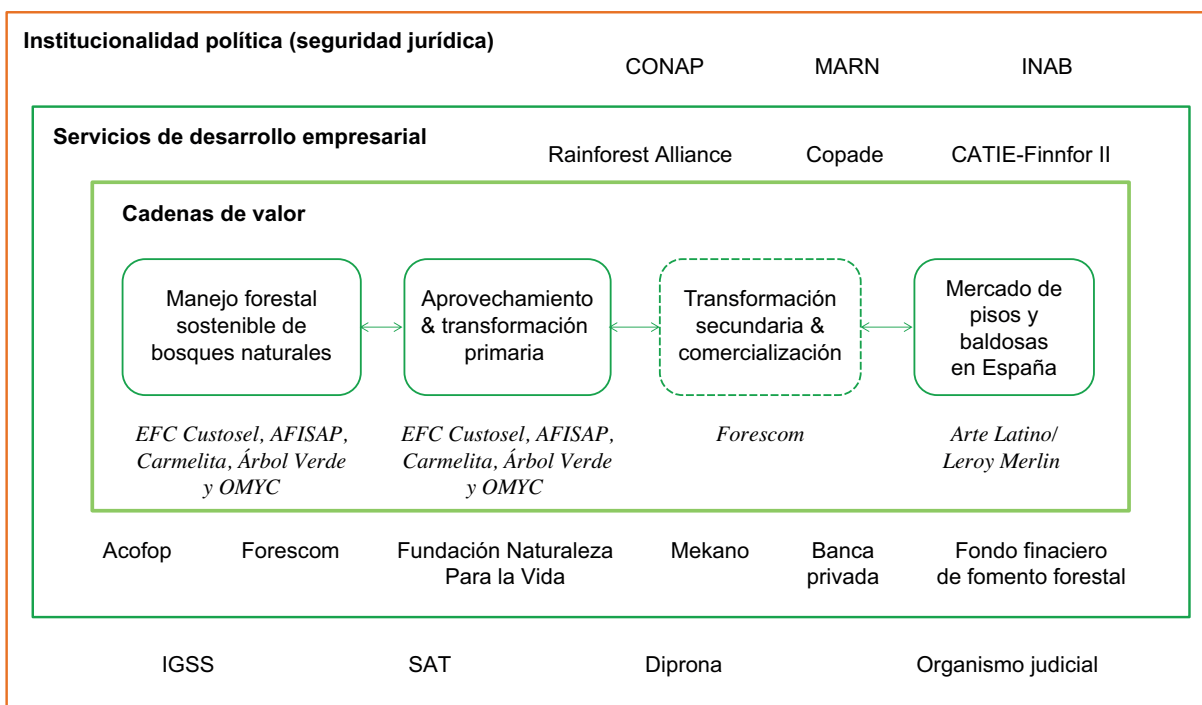 Institucionalidad política (seguridad jurídica)
CONAP MARN INAB
Servicios de desarrollo empresarial
Rainforest Alliance Copade CATIE-Finnfor II
Cadenas de valor
Manejo forestal
sostenible de
bosques naturales
Aprovechamiento
& transformación
primaria
Transformación
secundaria &
comercialización
Mercado de
pisos y
baldosas
en España
EFC Custosel, AFISAP,
Carmelita, Árbol Verde
y OMYC
EFC Custosel, AFISAP,
Carmelita, Árbol Verde
y OMYC
Forescom
Arte Latino/
Leroy Merlin
Acofop
Forescom
Fundación Naturaleza
Para la Vida
Mekano
Banca
privada
Fondo finaciero
de fomento forestal
IGSS SAT Diprona Organismo judicial